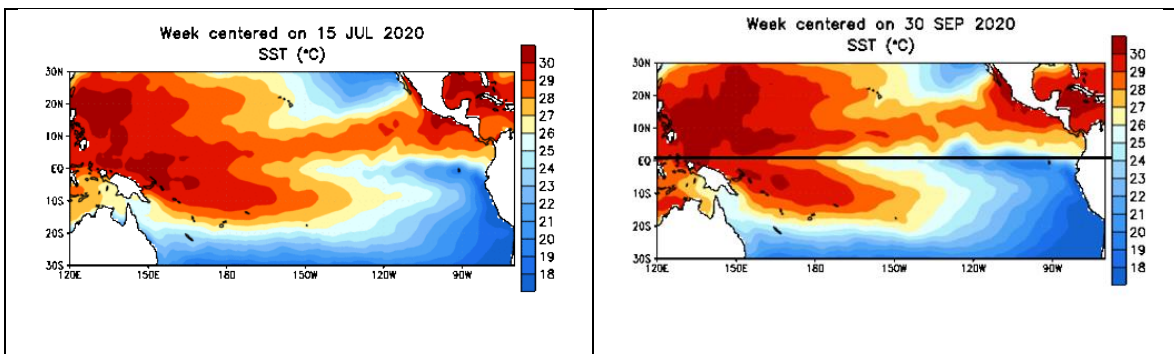 Week centered on 15 JUL 2020
SST (°C)
30N
20N
10N
EQ
10S
20S
30S
120E 150E 180 150W 120W 90W
30
29
28
27
26
25
24
23
22
21
20
19
18
Week centered on 30 SEP 2020
SST (°C)
30N
20N
10N
EQ
10S
20S
30S
120E 150E 180 150W 120W 90W
30
29
28
27
26
25
24
23
22
21
20
19
18